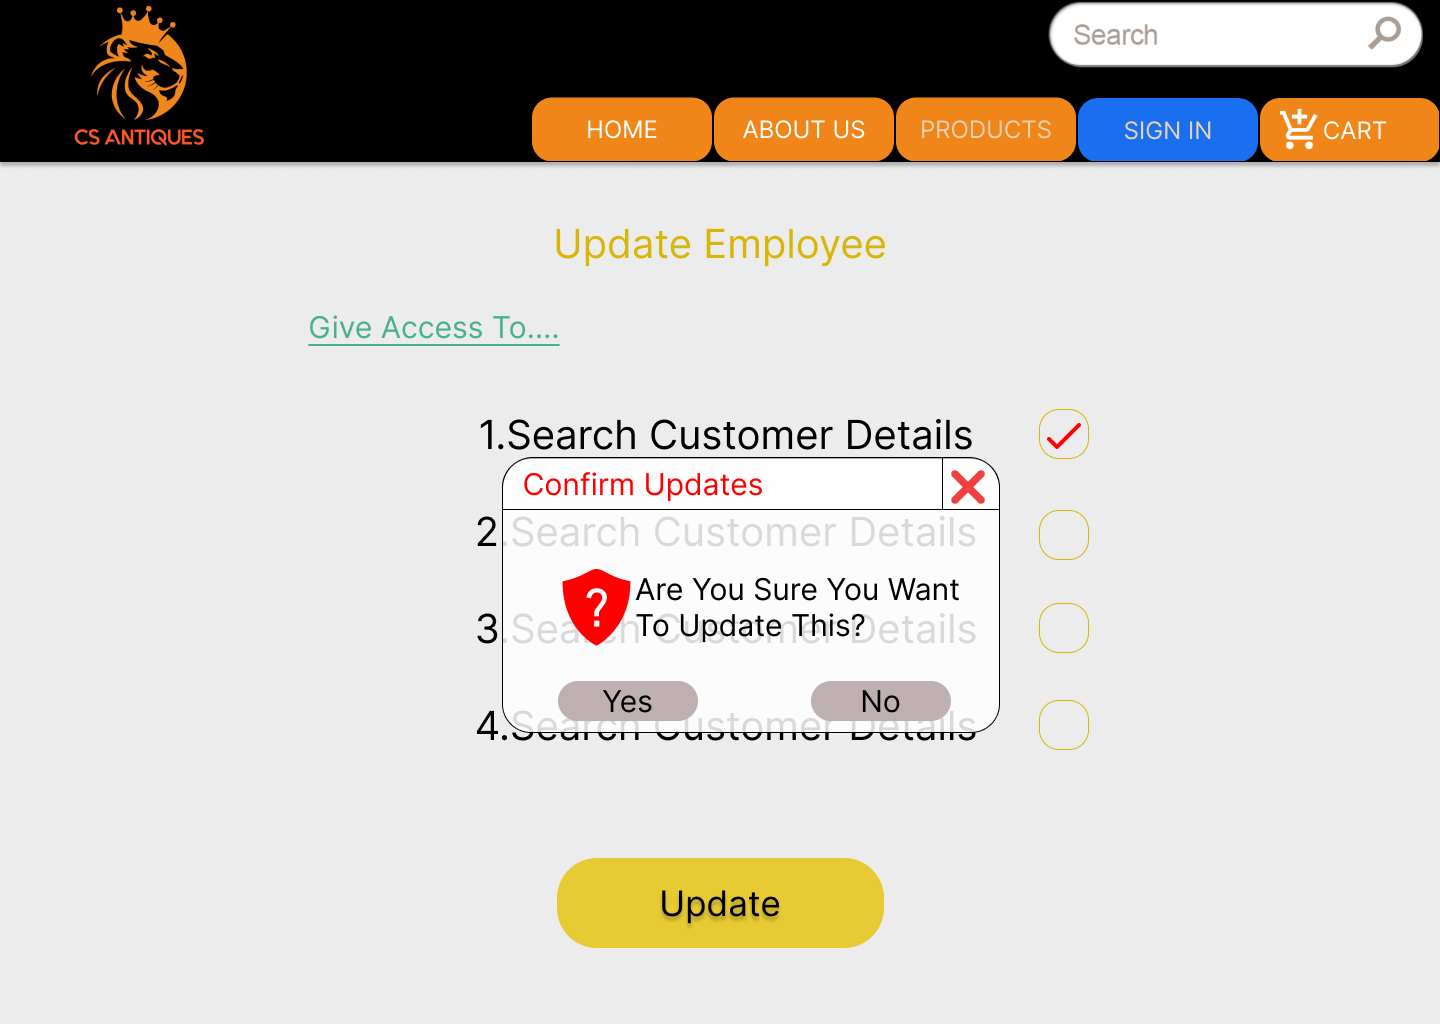 CS ANTIQUES
Search
HOME
ABOUT US
PRODUCTS
SIGN IN
CART
Update Employee
Give Access To....
1.Search Customer Details
Confirm Updates
2.Search Customer Details
?
Are You Sure You Want
To Update This?
3.Search Customer Details
Yes
No
4.Search Customer Details
Update